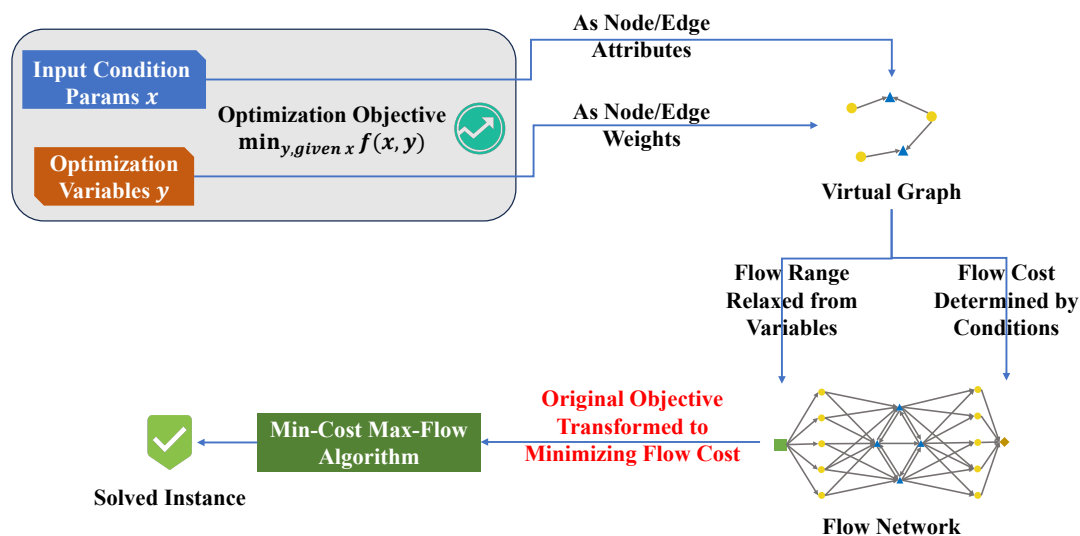 As Node/Edge
Attributes
Input Condition
Params x
Optimization Objective
min_{y,given x} f(x, y)
As Node/Edge
Weights
Optimization
Variables y
Virtual Graph
Flow Range
Relaxed from
Variables
Flow Cost
Determined by
Conditions
Original Objective
Transformed to
Minimizing Flow Cost
Min-Cost Max-Flow
Algorithm
Solved Instance
Flow Network